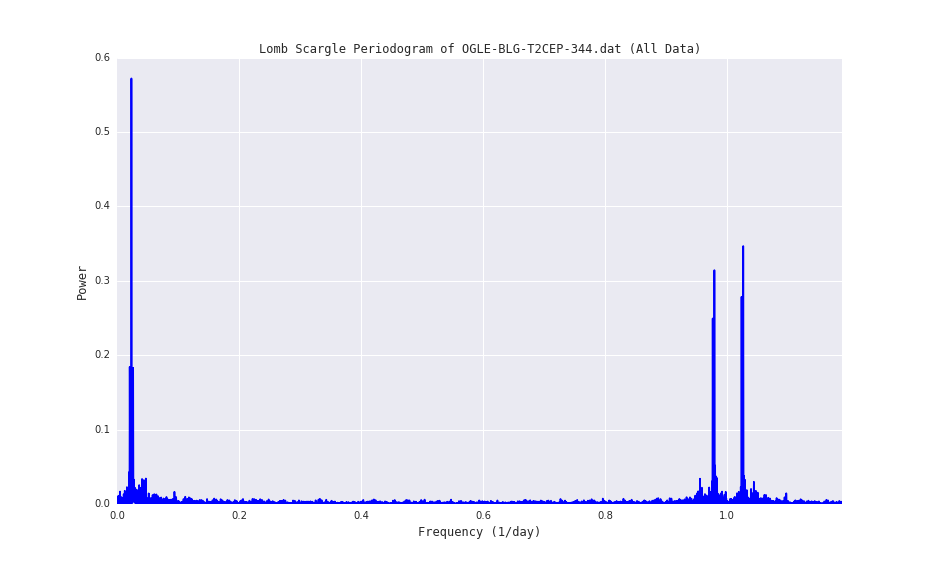 Lomb Scargle Periodogram of OGLE-BLG-T2CEP-344.dat (All Data)
0.6
0.5
0.4
0.3
0.2
0.1
0.0
Power
0.0 0.2 0.4 0.6 0.8 1.0
Frequency (1/day)